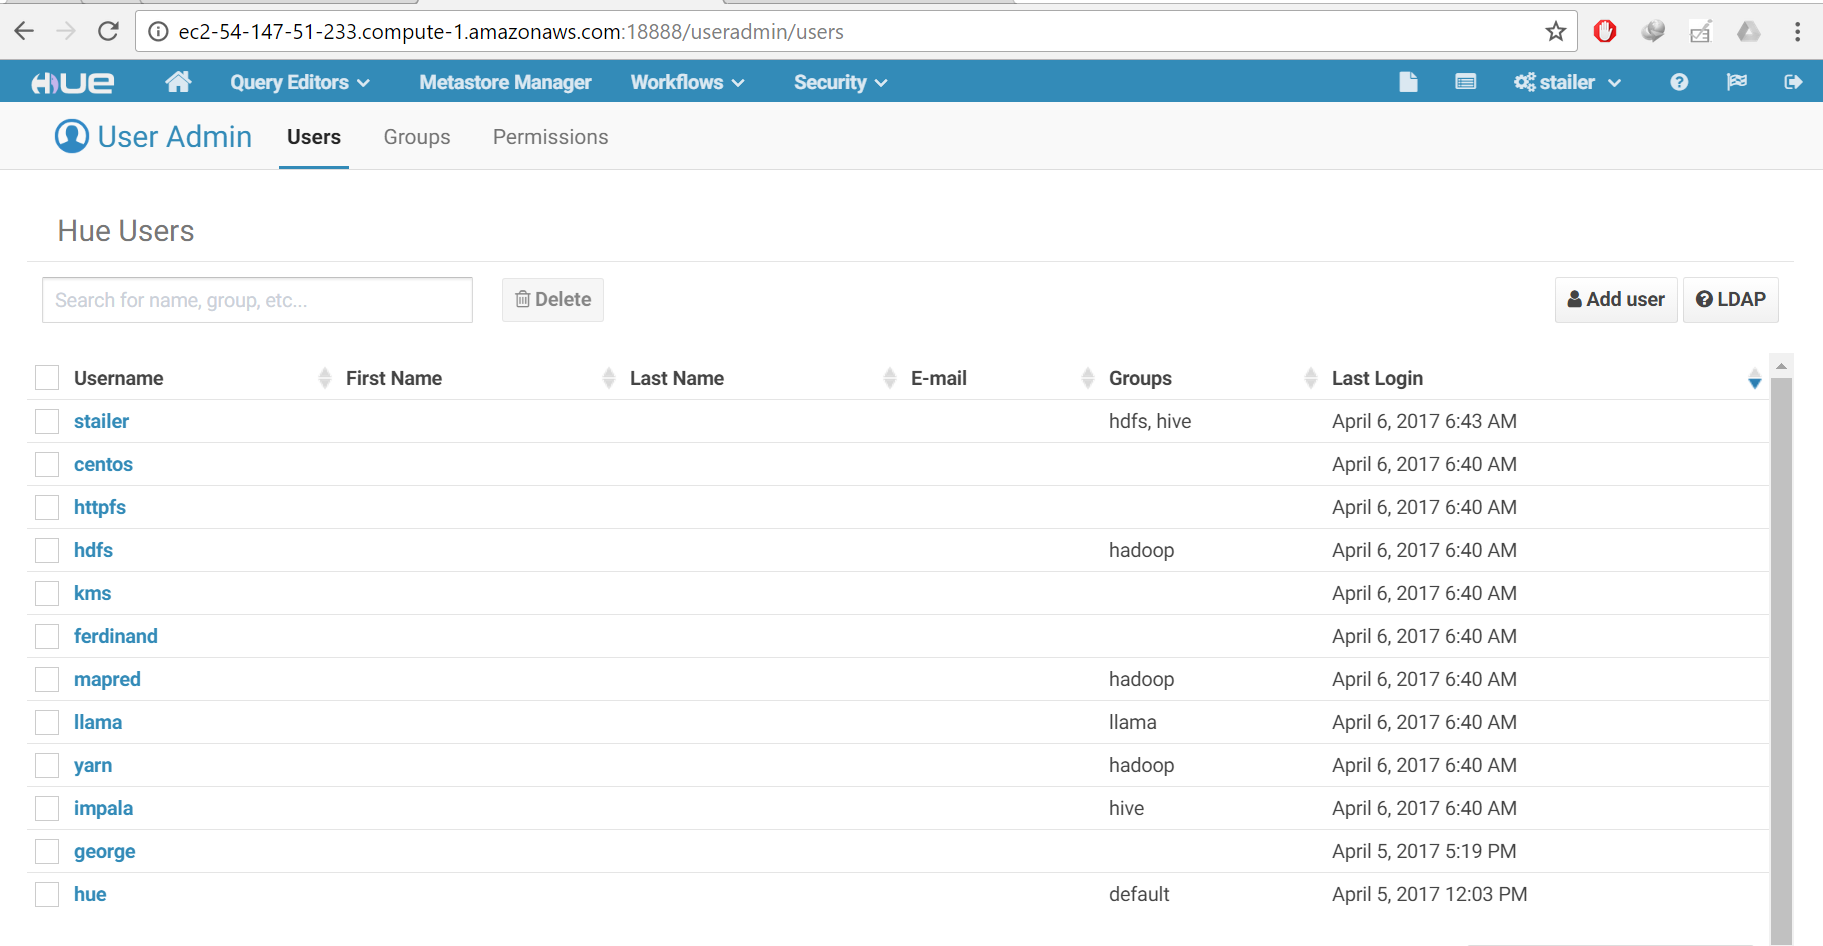 ec2-54-147-51-233.compute-1.amazonaws.com:18888/useradmin/users
HUE Query Editors Metastore Manager Workflows Security stailer
User Admin Users Groups Permissions
Hue Users
Search for name, group, etc... Delete Add user LDAP
Username First Name Last Name E-mail Groups Last Login
stailer hdfs, hive April 6, 2017 6:43 AM
centos April 6, 2017 6:40 AM
httpfs April 6, 2017 6:40 AM
hdfs hadoop April 6, 2017 6:40 AM
kms April 6, 2017 6:40 AM
ferdinand April 6, 2017 6:40 AM
mapred hadoop April 6, 2017 6:40 AM
llama llama April 6, 2017 6:40 AM
yarn hadoop April 6, 2017 6:40 AM
impala hive April 6, 2017 6:40 AM
george April 5, 2017 5:19 PM
hue default April 5, 2017 12:03 PM